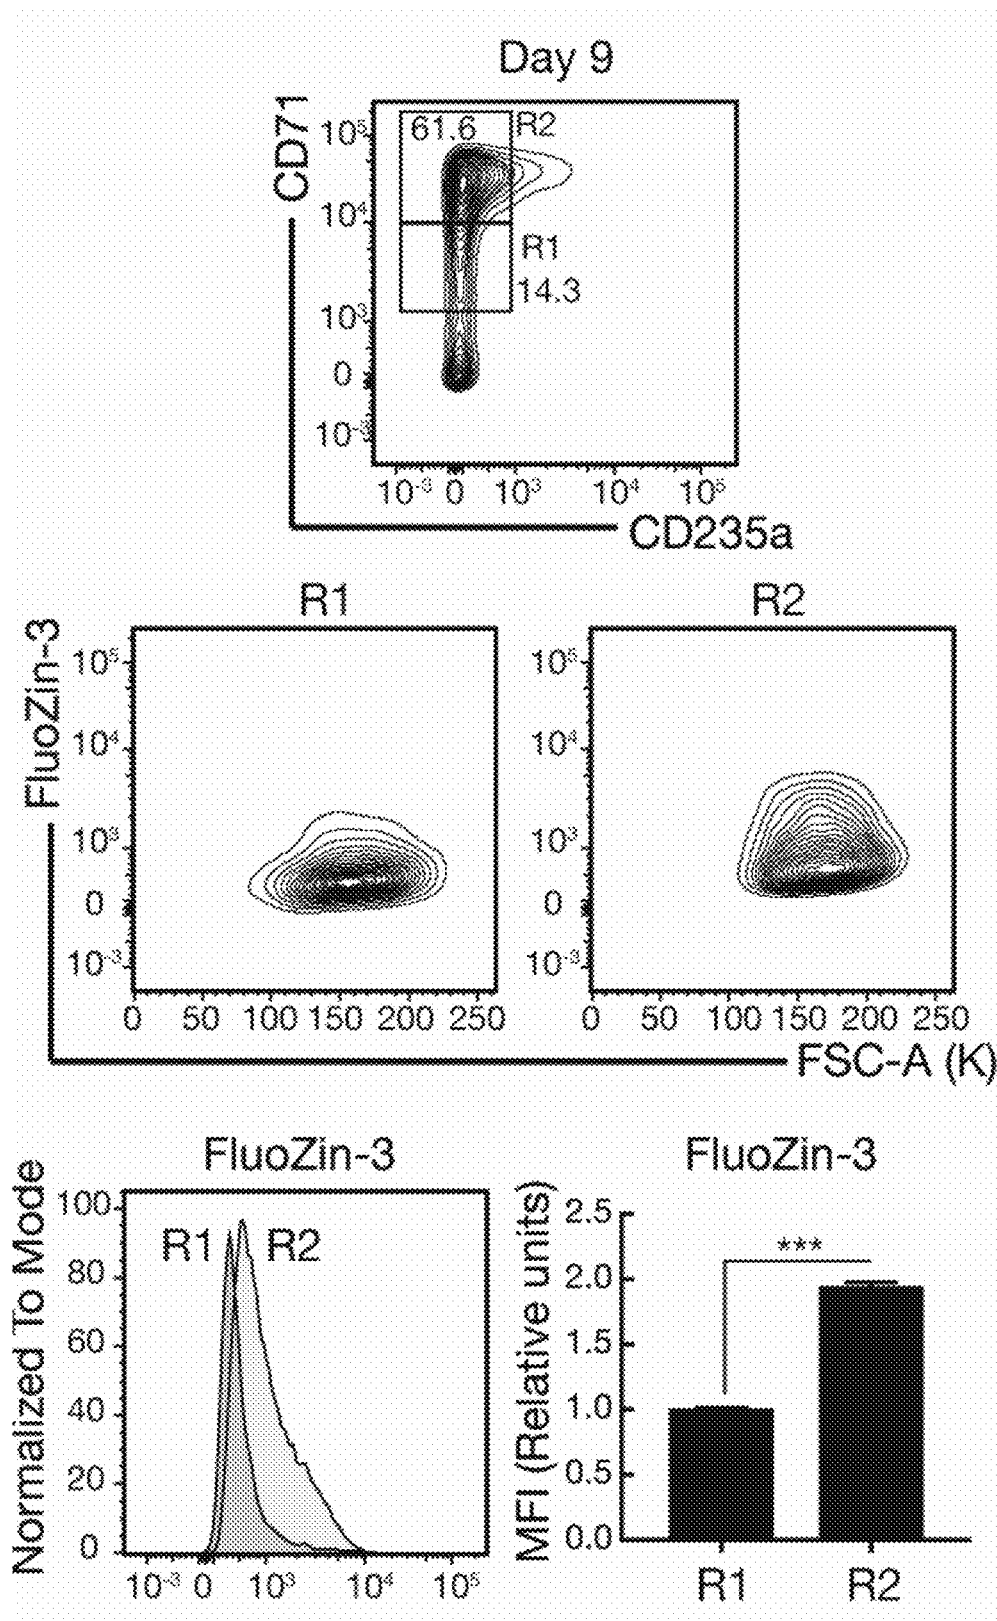 Day 9
CD71
10⁵
10⁴
10³
0
10⁻³
61.6
R2
R1
14.3
10⁻³ 0 10³ 10⁴ 10⁵
CD235a
R1
R2
FluoZin-3
10⁵
10⁴
10³
0
10⁻³
0 50 100 150 200 250
10⁵
10⁴
10³
0
10⁻³
0 50 100 150 200 250
FSC-A (K)
FluoZin-3
Normalized To Mode
100
80
60
40
20
0
R1
R2
10⁻³ 0 10³ 10⁴ 10⁵
FluoZin-3
MFI (Relative units)
2.5
2.0
1.5
1.0
0.5
0.0
***
R1 R2